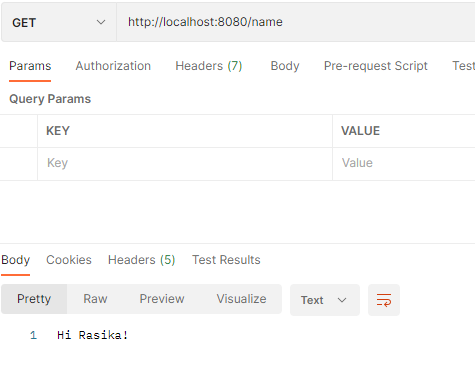 GET http://localhost:8080/name
Params Authorization Headers (7) Body Pre-request Script
Query Params
KEY VALUE
Key Value
Body Cookies Headers (5) Test Results
Pretty Raw Preview Visualize Text
1 Hi Rasika!